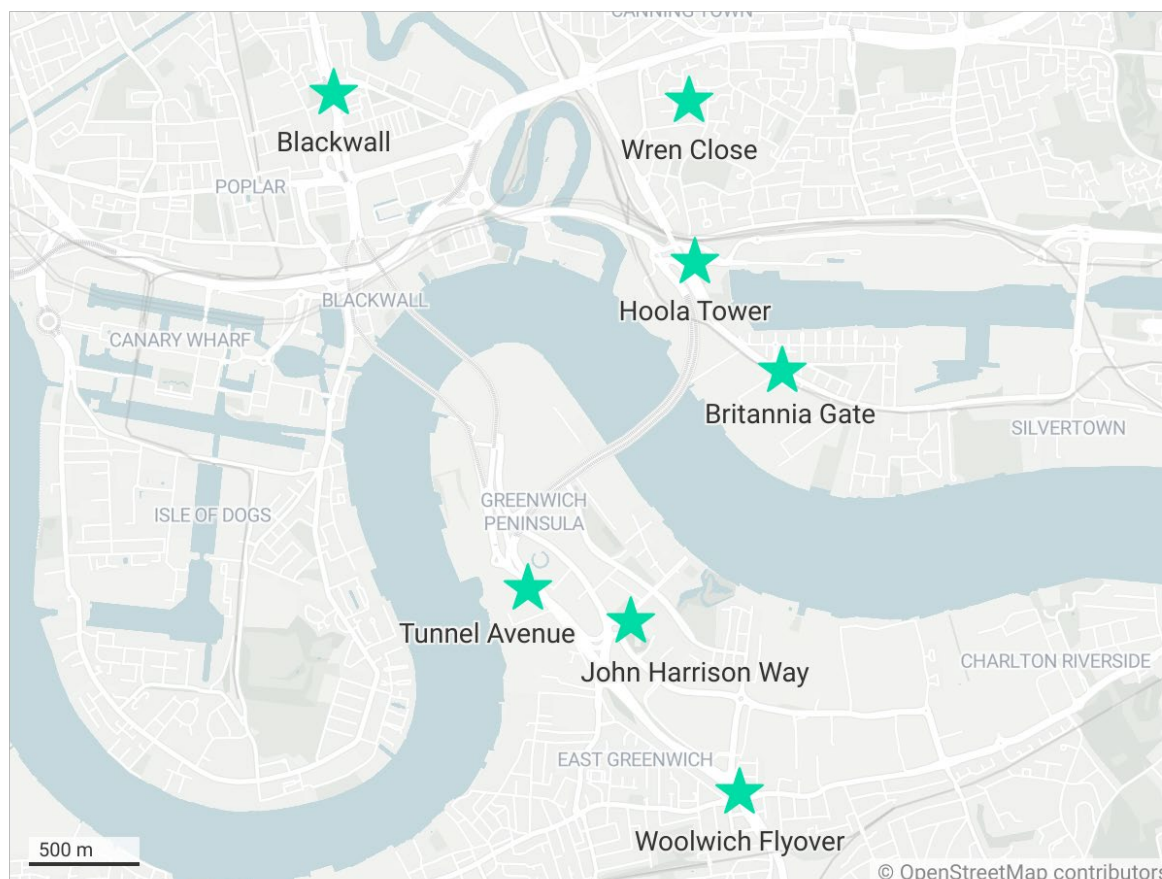 CANNING TOWN
Blackwall
Wren Close
POPLAR
BLACKWALL
Hoola Tower
CANARY WHARF
Britannia Gate
SILVERTOWN
GREENWICH
PENINSULA
ISLE OF DOGS
Tunnel Avenue
John Harrison Way
CHARLTON RIVERSIDE
EAST GREENWICH
Woolwich Flyover
500 m
© OpenStreetMap contributors